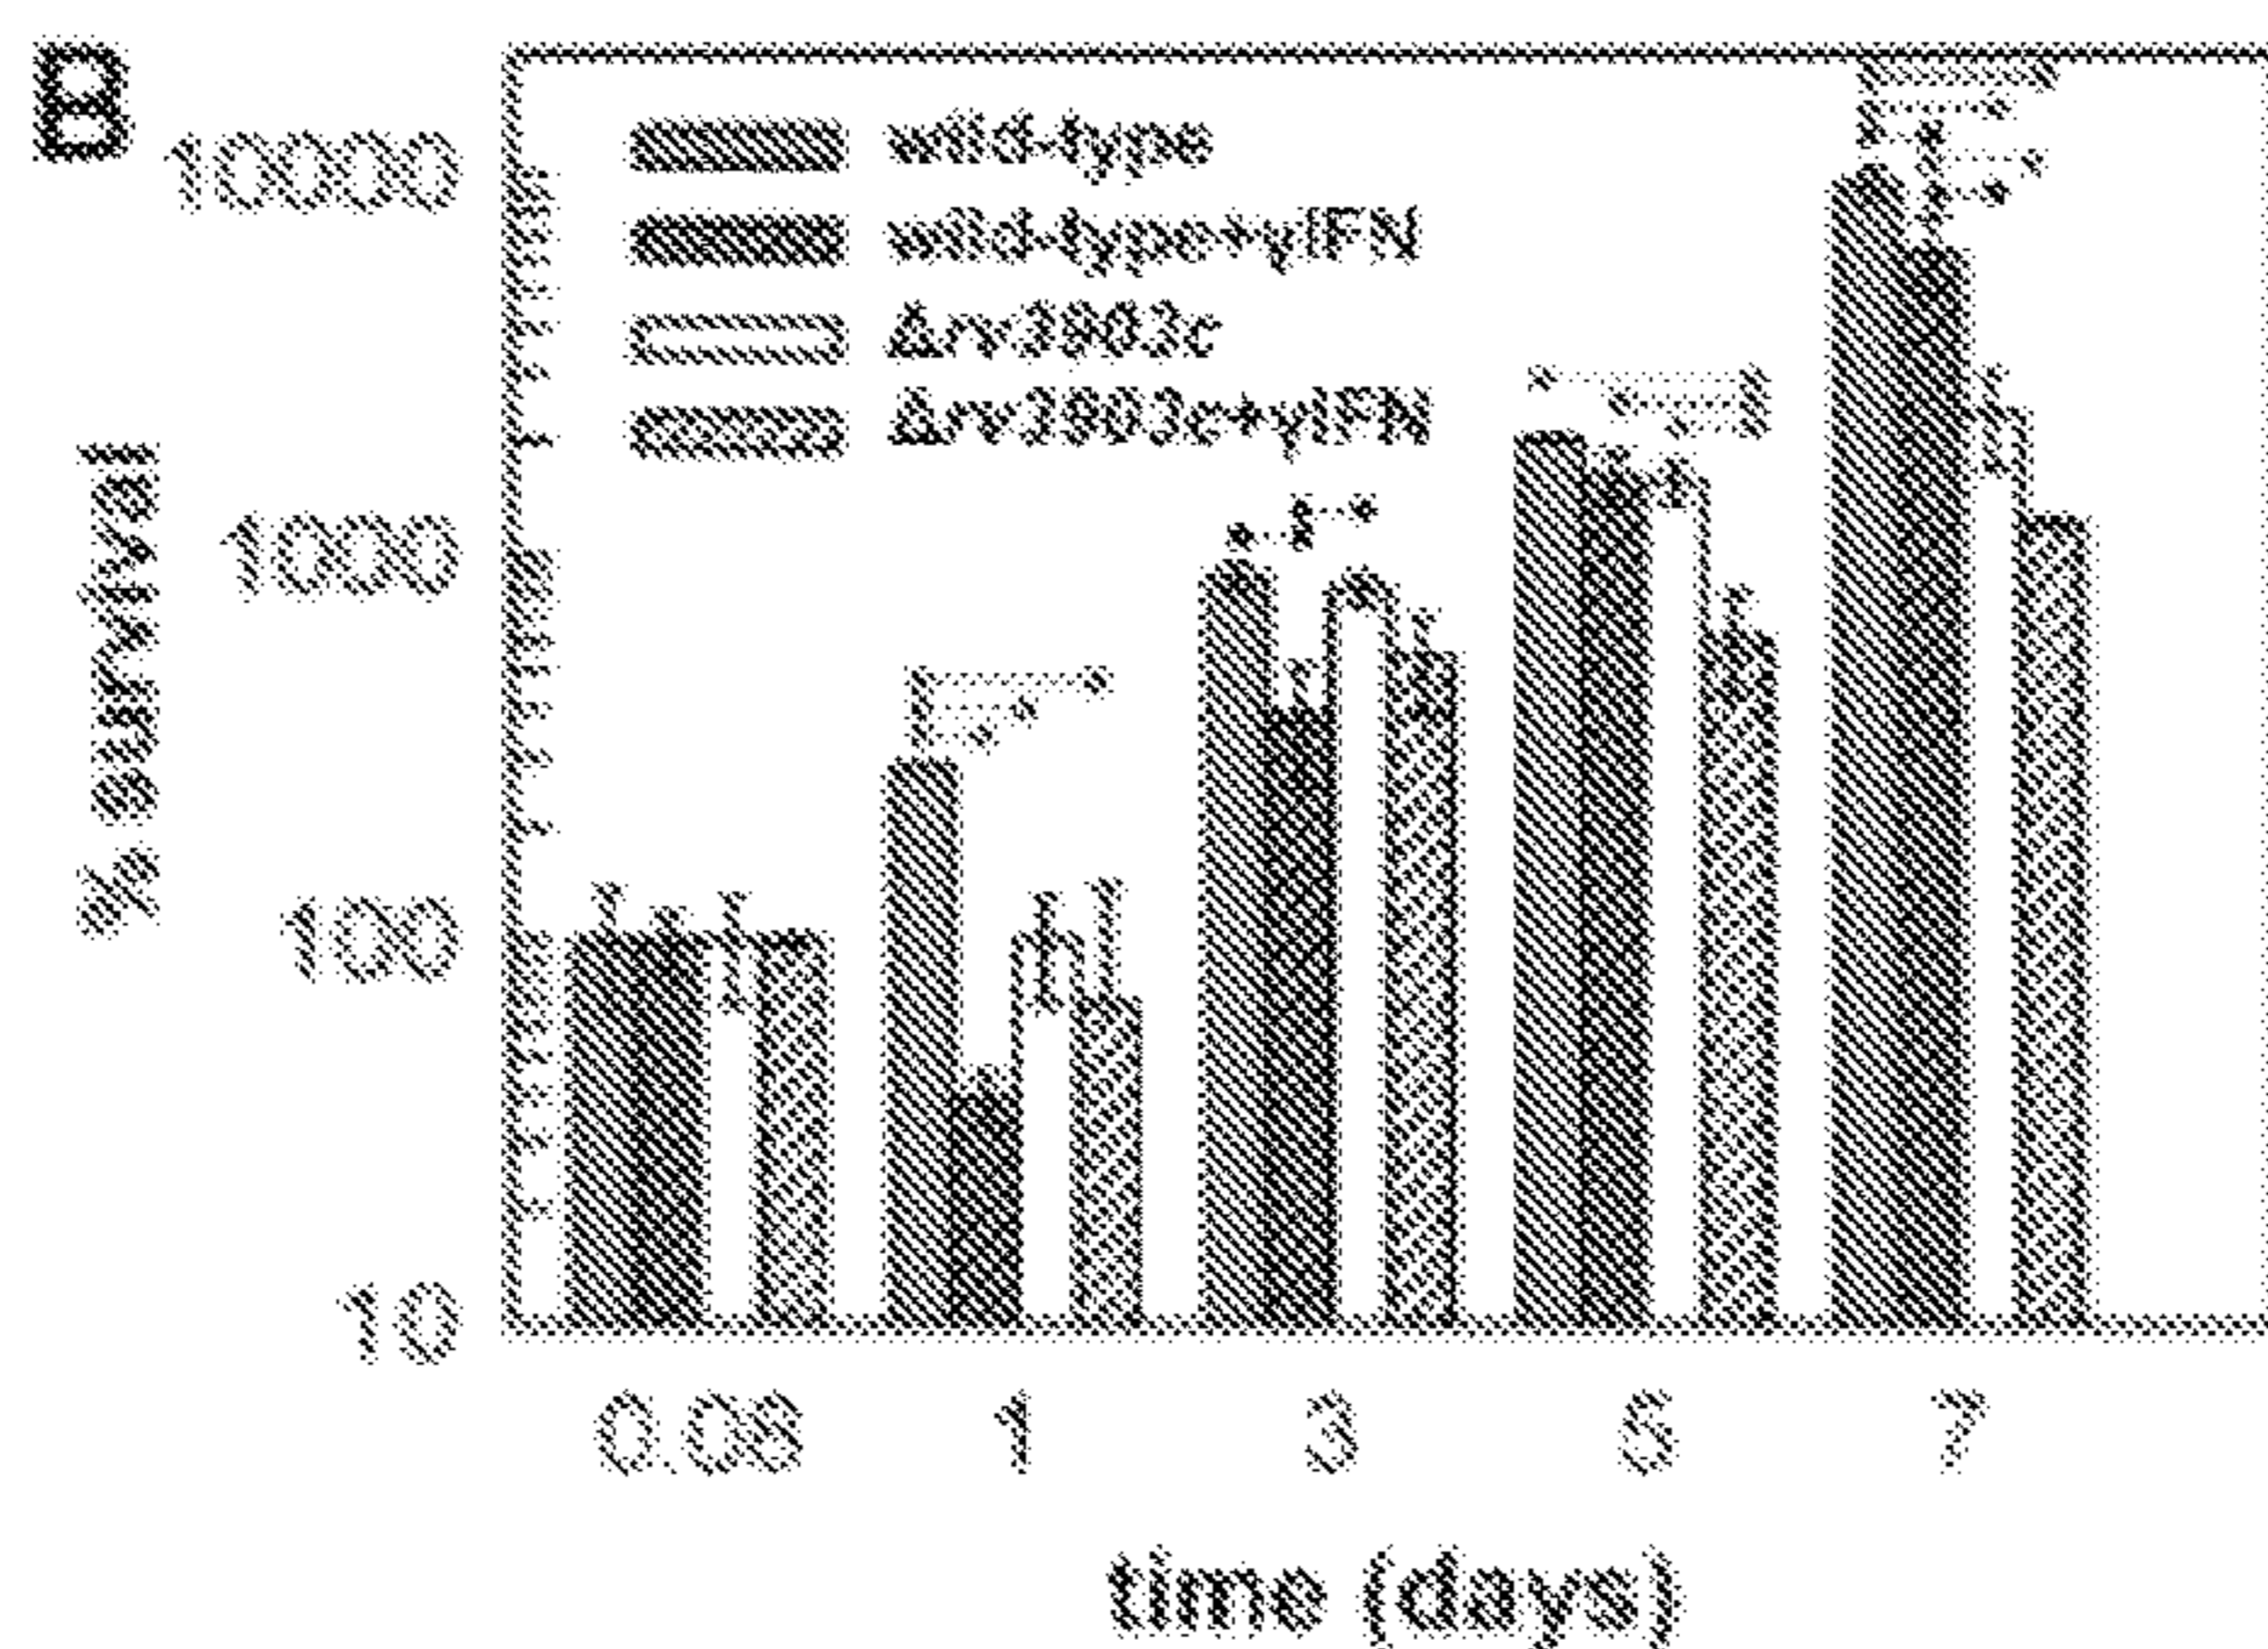 10000
1000
100
10
% survival
wild-type
wild-type+γIFN
Δrv3903c
Δrv3903c+γIFN
0.08 1 3 5 7
time (days)